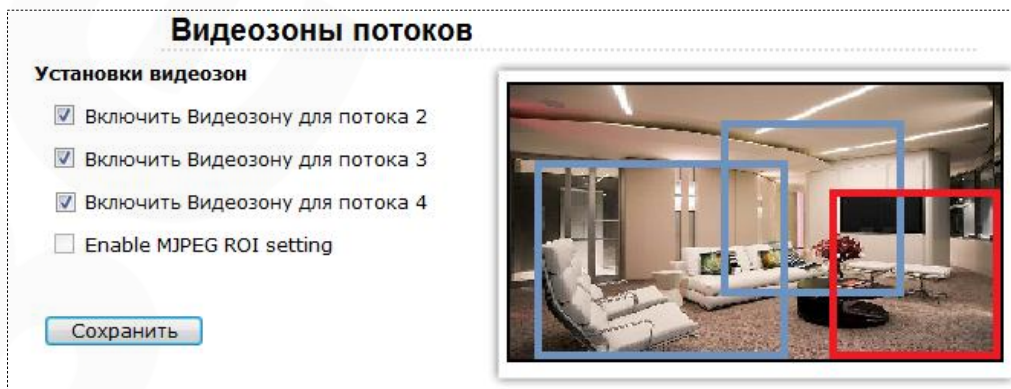 Видеозоны потоков
Установки видеозон
Включить Видеозону для потока 2
Включить Видеозону для потока 3
Включить Видеозону для потока 4
Enable MJPEG ROI setting
Сохранить